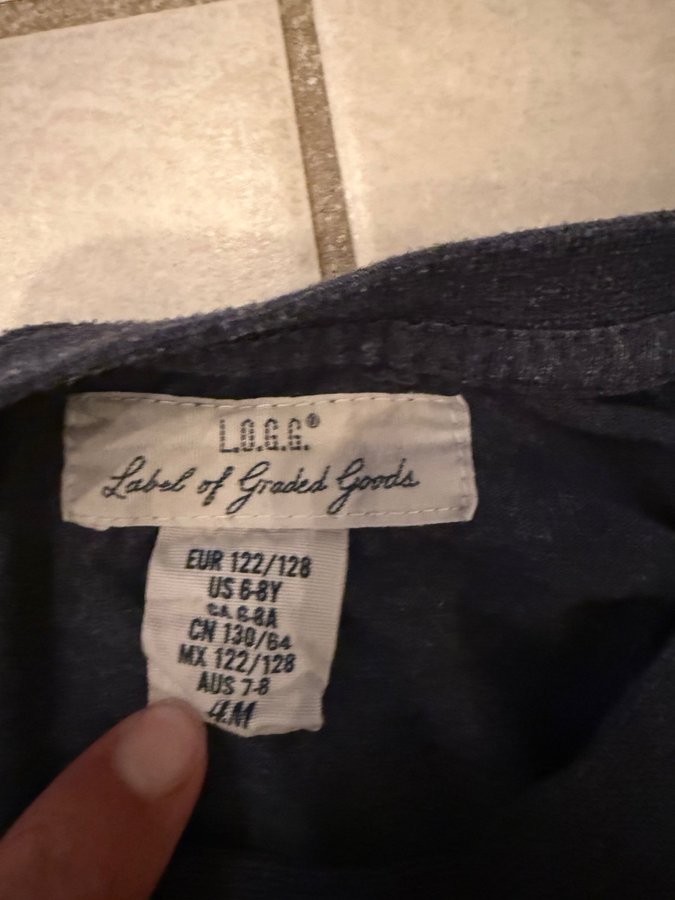 L.O.G.G.®
Label of Graded Goods
EUR 122/128
US 6-8Y
CA 6-8A
CN 130/64
MX 122/128
AUS 7-8